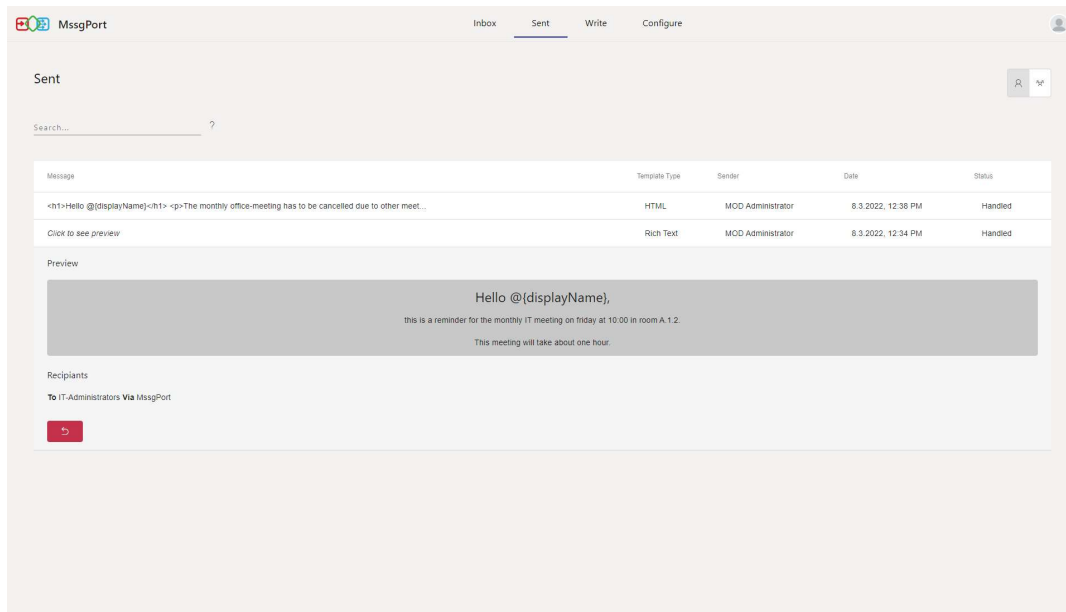 MssgPort Inbox Sent Write Configure
Sent
Search... ?
Message Template Type Sender Date Status
<h1>Hello @{displayName}</h1> <p>The monthly office-meeting has to be cancelled due to other meet... HTML MOD Administrator 8.3.2022, 12:38 PM Handled
Click to see preview Rich Text MOD Administrator 8.3.2022, 12:34 PM Handled
Preview
Hello @{displayName},
this is a reminder for the monthly IT meeting on friday at 10:00 in room A.1.2.
This meeting will take about one hour.
Recipiants
To IT-Administrators Via MssgPort